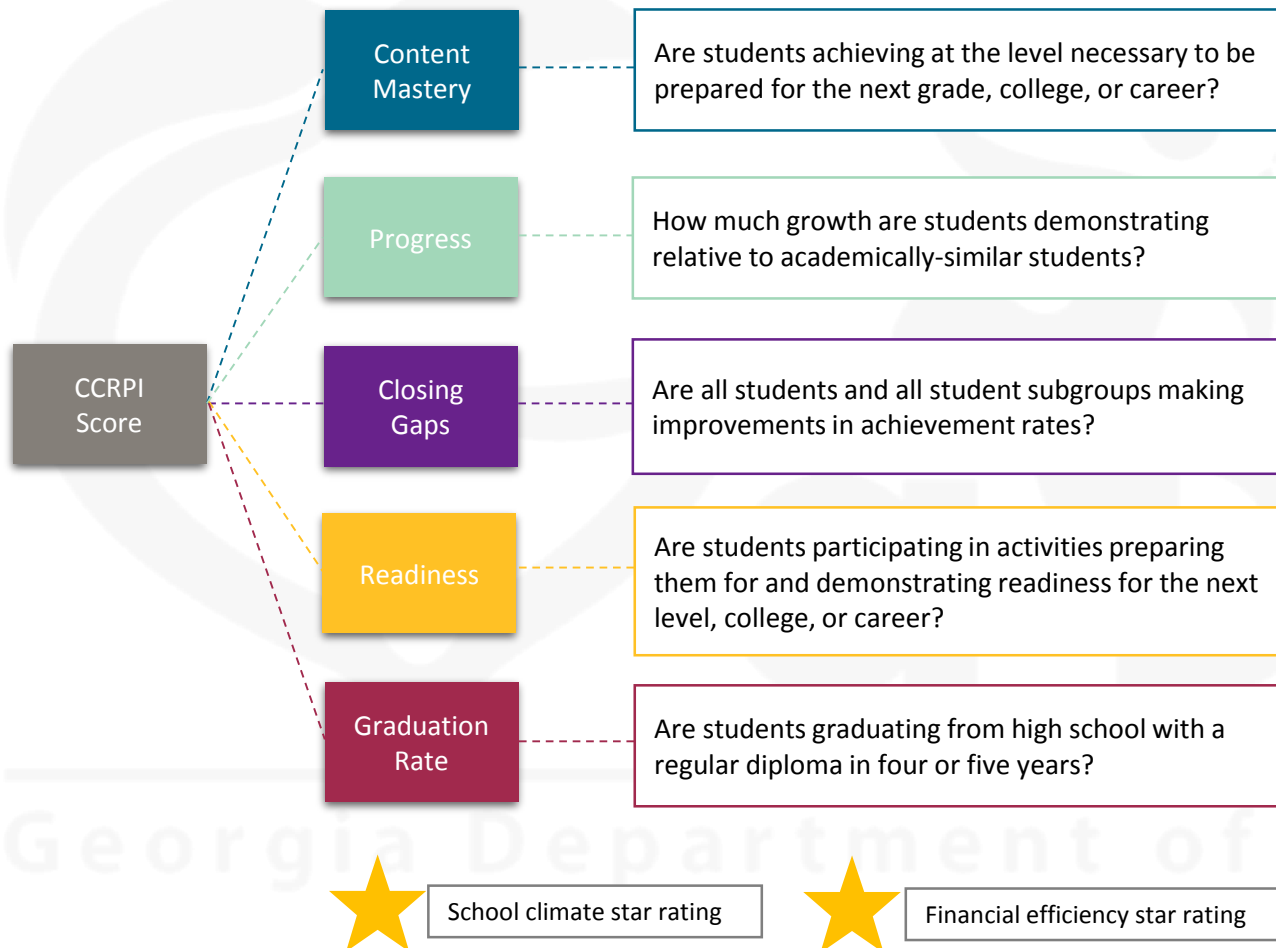 Content
Mastery
Are students achieving at the level necessary to be
prepared for the next grade, college, or career?
Progress
How much growth are students demonstrating
relative to academically-similar students?
CCRPI
Score
Closing
Gaps
Are all students and all student subgroups making
improvements in achievement rates?
Readiness
Are students participating in activities preparing
them for and demonstrating readiness for the next
level, college, or career?
Graduation
Rate
Are students graduating from high school with a
regular diploma in four or five years?
Georgia Department of
School climate star rating
Financial efficiency star rating